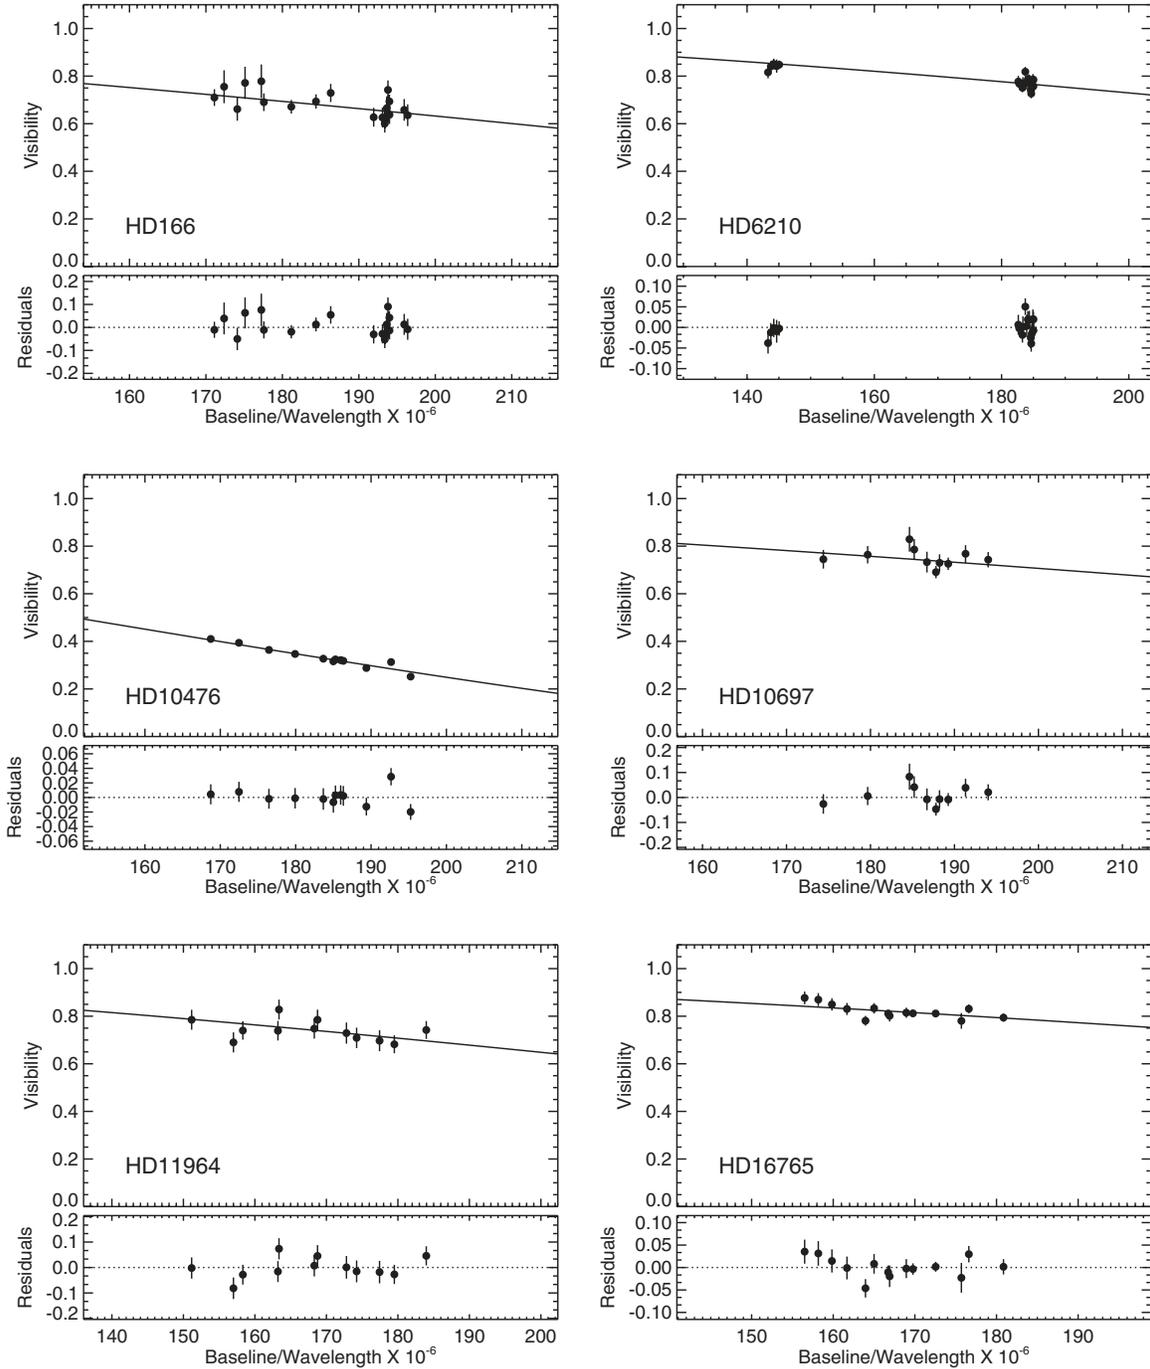 1.0
0.8
0.6
0.4
0.2
0.0
Visibility
HD166
0.2
0.1
0.0
-0.1
-0.2
Residuals
160 170 180 190 200 210
Baseline/Wavelength X 10-6
1.0
0.8
0.6
0.4
0.2
0.0
Visibility
HD6210
0.10
0.05
0.00
-0.05
-0.10
Residuals
140 160 180 200
Baseline/Wavelength X 10-6
1.0
0.8
0.6
0.4
0.2
0.0
Visibility
HD10476
0.06
0.04
0.02
0.00
-0.02
-0.04
-0.06
Residuals
160 170 180 190 200 210
Baseline/Wavelength X 10-6
1.0
0.8
0.6
0.4
0.2
0.0
Visibility
HD10697
0.2
0.1
0.0
-0.1
-0.2
Residuals
160 170 180 190 200 210
Baseline/Wavelength X 10-6
1.0
0.8
0.6
0.4
0.2
0.0
Visibility
HD11964
0.2
0.1
0.0
-0.1
-0.2
Residuals
140 150 160 170 180 190 200
Baseline/Wavelength X 10-6
1.0
0.8
0.6
0.4
0.2
0.0
Visibility
HD16765
0.10
0.05
0.00
-0.05
-0.10
Residuals
150 160 170 180 190
Baseline/Wavelength X 10-6